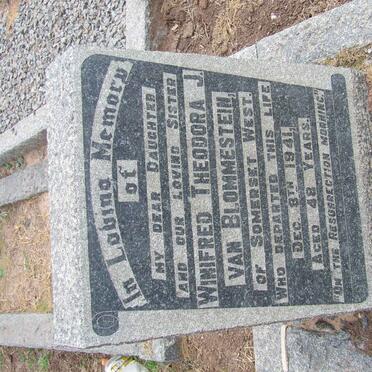 In Loving Memory
of
MY DEAR DAUGHTER
AND OUR LOVING SISTER
WINIFRED THEODORA J.
VAN BLOMMESTEIN
OF SOMERSET WEST.
WHO DEPARTED THIS LIFE
DEC. 8TH 1941.
AGED 48 YEARS.
"ON THE RESURRECTION MORNING."